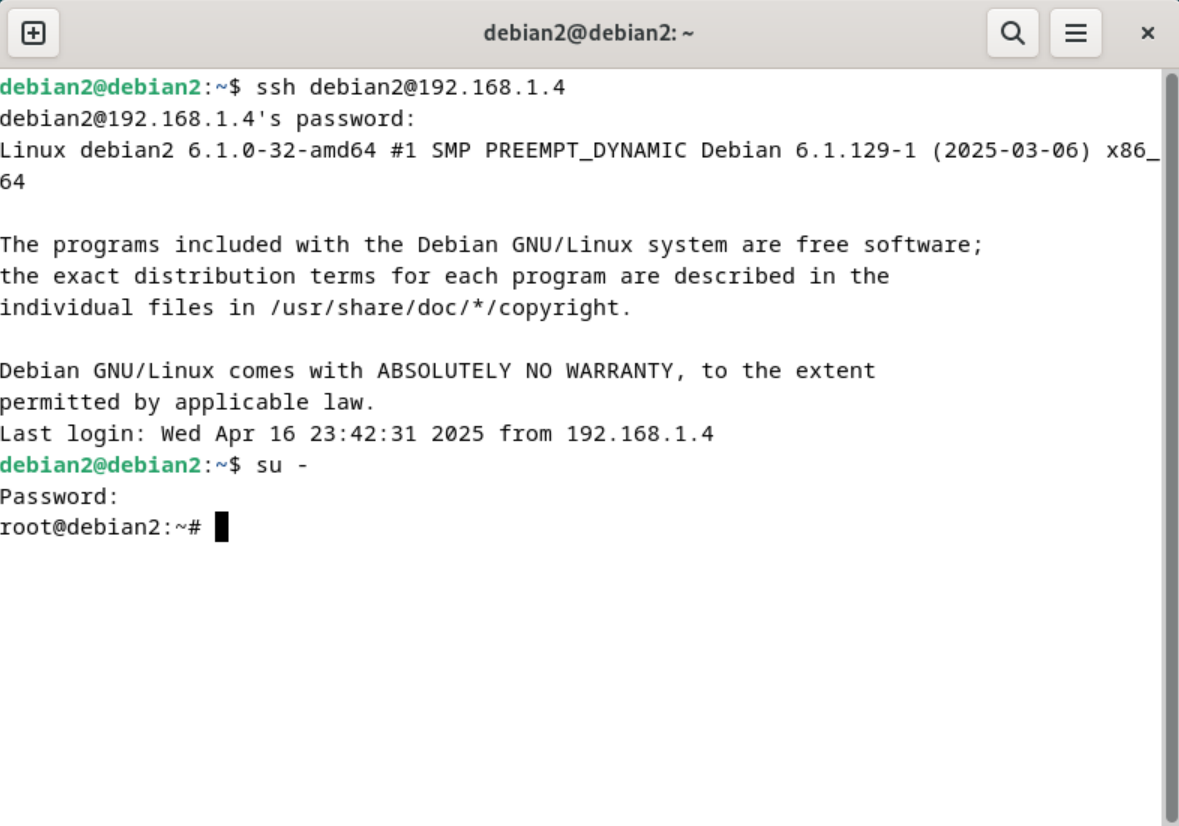 debian2@debian2: ~
debian2@debian2:~$ ssh debian2@192.168.1.4
debian2@192.168.1.4's password:
Linux debian2 6.1.0-32-amd64 #1 SMP PREEMPT_DYNAMIC Debian 6.1.129-1 (2025-03-06) x86_
64
The programs included with the Debian GNU/Linux system are free software;
the exact distribution terms for each program are described in the
individual files in /usr/share/doc/*/copyright.
Debian GNU/Linux comes with ABSOLUTELY NO WARRANTY, to the extent
permitted by applicable law.
Last login: Wed Apr 16 23:42:31 2025 from 192.168.1.4
debian2@debian2:~$ su -
Password:
root@debian2:~#